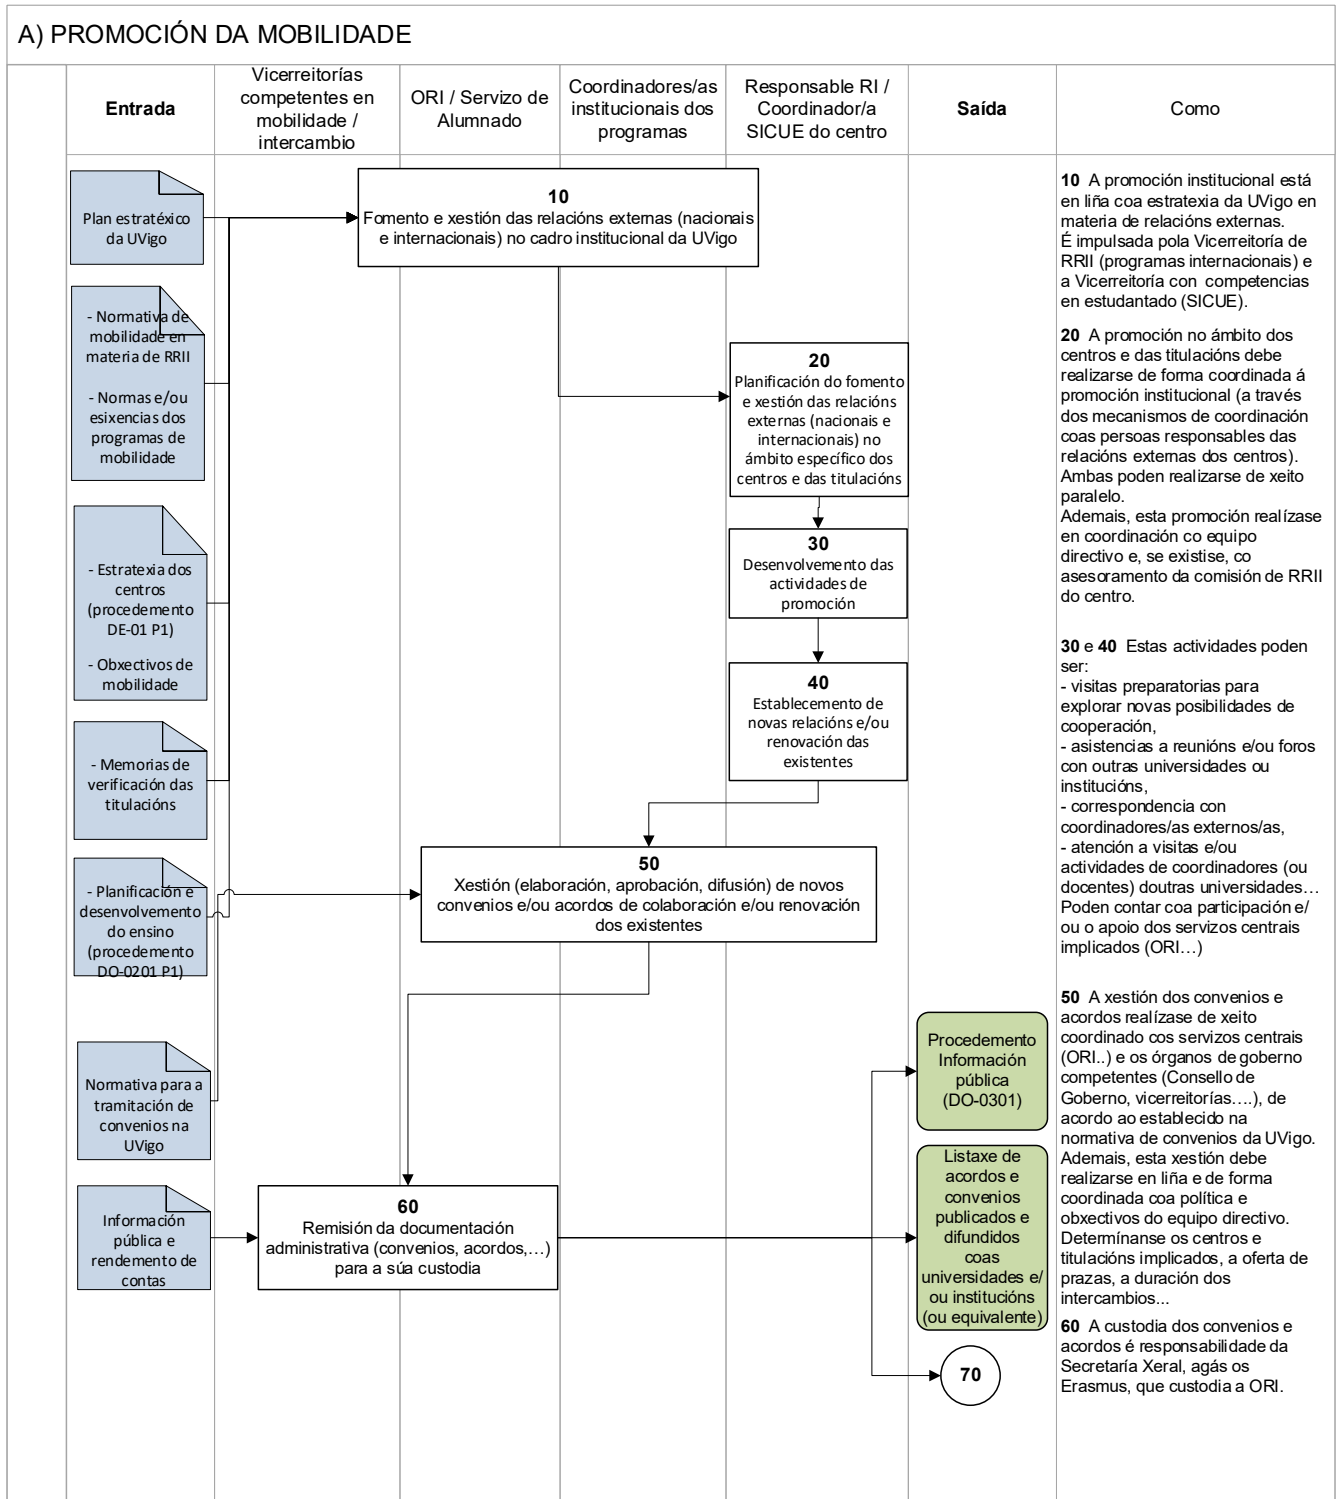 A) PROMOCIÓN DA MOBILIDADE
Entrada
Vicerreitorías
competentes en
mobilidade /
intercambio
ORI / Servizo de
Alumnado
Coordinadores/as
institucionais dos
programas
Responsable RI /
Coordinador/a
SICUE do centro
Saída
Como
Plan estratéxico
da UVigo
- Normativa de
mobilidade en
materia de RRII
- Normas e/ou
esixencias dos
programas de
mobilidade
- Estratexia dos
centros
(procedemento
DE-01 P1)
- Obxectivos de
mobilidade
- Memorias de
verificación das
titulacións
- Planificación e
desenvolvemento
do ensino
(procedemento
DO-0201 P1)
Normativa para a
tramitación de
convenios na
UVigo
Información
pública e
rendemento de
contas
10
Fomento e xestión das relacións externas (nacionais
e internacionais) no cadro institucional da UVigo
20
Planificación do fomento
e xestión das relacións
externas (nacionais e
internacionais) no
ámbito específico dos
centros e das titulacións
30
Desenvolvemento das
actividades de
promoción
40
Establecemento de
novas relacións e/ou
renovación das
existentes
50
Xestión (elaboración, aprobación, difusión) de novos
convenios e/ou acordos de colaboración e/ou renovación
dos existentes
60
Remisión da documentación
administrativa (convenios, acordos,...)
para a súa custodia
Procedemento
Información
pública
(DO-0301)
Listaxe de
acordos e
convenios
publicados e
difundidos
coas
universidades e/
ou institucións
(ou equivalente)
70
10 A promoción institucional está
en liña coa estratexia da UVigo en
materia de relacións externas.
É impulsada pola Vicerreitoría de
RRII (programas internacionais) e
a Vicerreitoría con competencias
en estudantado (SICUE).
20 A promoción no ámbito dos
centros e das titulacións debe
realizarse de forma coordinada á
promoción institucional (a través
dos mecanismos de coordinación
coas persoas responsables das
relacións externas dos centros).
Ambas poden realizarse de xeito
paralelo.
Ademais, esta promoción realízase
en coordinación co equipo
directivo e, se existise, co
asesoramento da comisión de RRII
do centro.
30 e 40 Estas actividades poden
ser:
- visitas preparatorias para
explorar novas posibilidades de
cooperación,
- asistencias a reunións e/ou foros
con outras universidades ou
institucións,
- correspondencia con
coordinadores/as externos/as,
- atención a visitas e/ou
actividades de coordinadores (ou
docentes) doutras universidades...
Poden contar coa participación e/
ou o apoio dos servizos centrais
implicados (ORI...)
50 A xestión dos convenios e
acordos realízase de xeito
coordinado cos servizos centrais
(ORI..) e os órganos de goberno
competentes (Consello de
Goberno, vicerreitorías....), de
acordo ao establecido na
normativa de convenios da UVigo.
Ademais, esta xestión debe
realizarse en liña e de forma
coordinada coa política e
obxectivos do equipo directivo.
Determínanse os centros e
titulacións implicados, a oferta de
prazas, a duración dos
intercambios...
60 A custodia dos convenios e
acordos é responsabilidade da
Secretaría Xeral, agás os
Erasmus, que custodia a ORI.